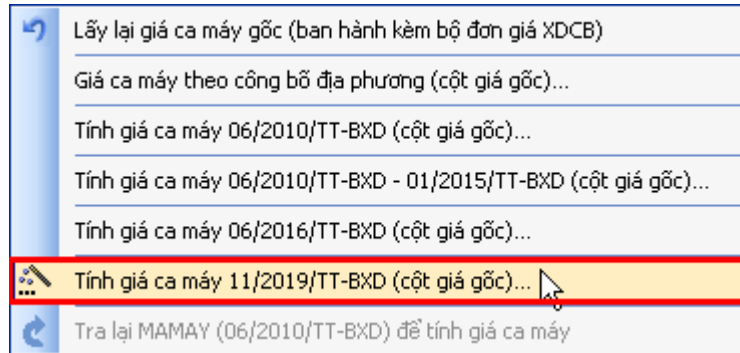 Lấy lại giá ca máy gốc (ban hành kèm bộ đơn giá XDCB)
Giá ca máy theo công bố địa phương (cột giá gốc)...
Tính giá ca máy 06/2010/TT-BXD (cột giá gốc)...
Tính giá ca máy 06/2010/TT-BXD - 01/2015/TT-BXD (cột giá gốc)...
Tính giá ca máy 06/2016/TT-BXD (cột giá gốc)...
Tính giá ca máy 11/2019/TT-BXD (cột giá gốc)...
Tra lại MAMAY (06/2010/TT-BXD) để tính giá ca máy